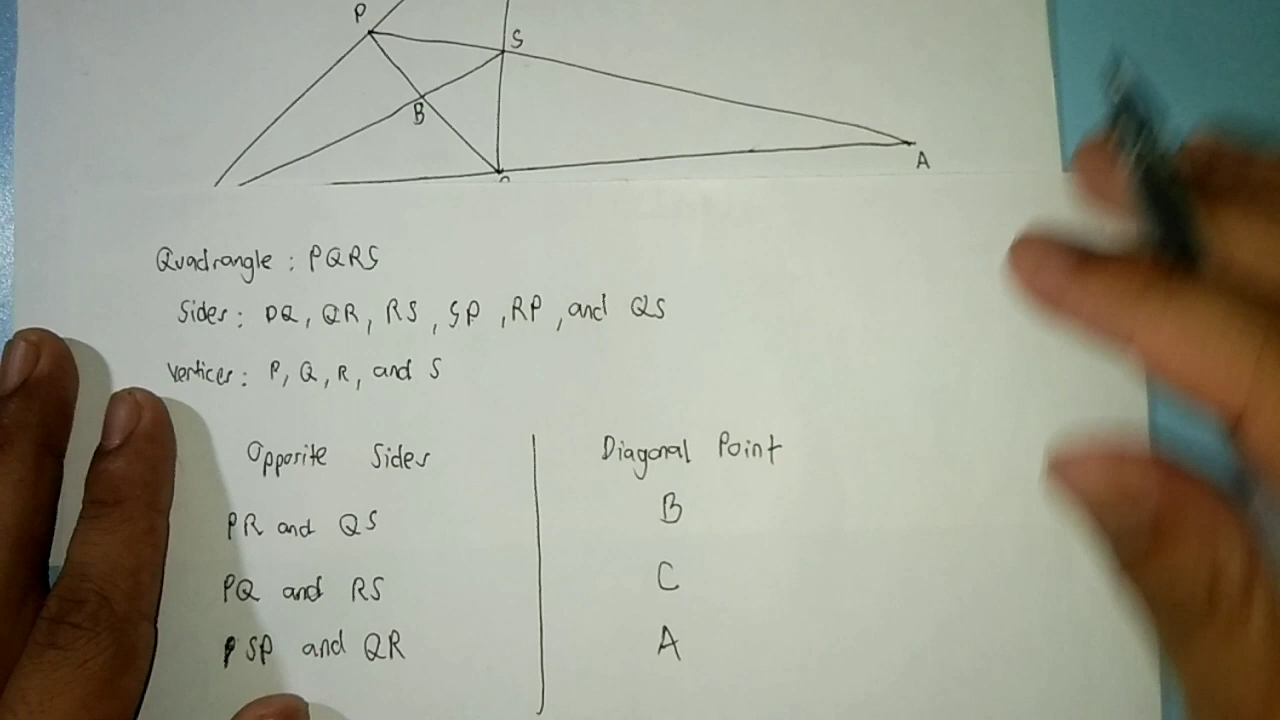 P
S
B
A
Quadrangle : PQRS
Sides : PQ, QR, RS, SP, RP, and QS
Vertices : P, Q, R, and S
Opposite Sides
Diagonal Point
PR and QS
B
PQ and RS
C
SP and QR
A